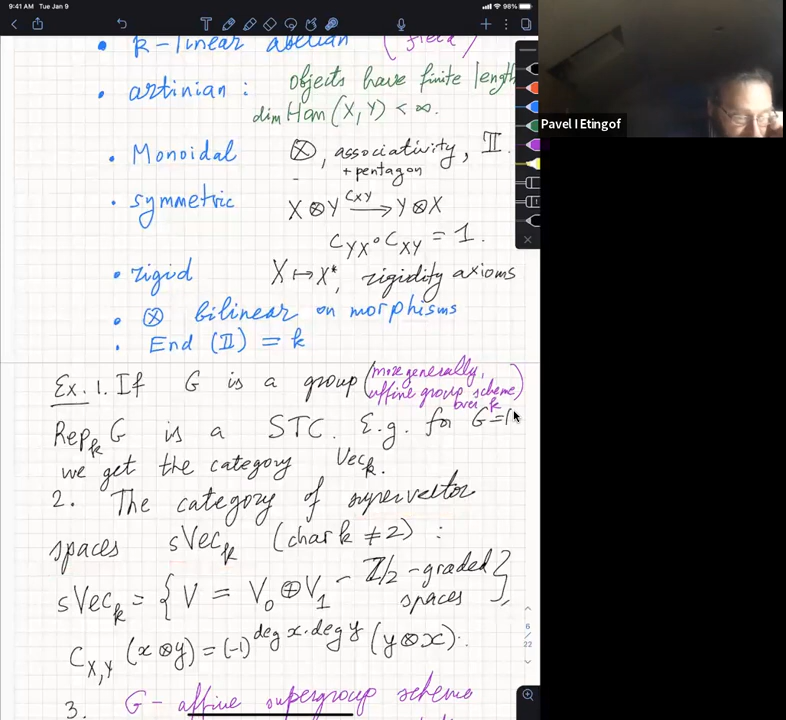 9:41 AM Tue Jan 9
98%
• k-linear abelian (field)
• artinian: objects have finite length
dim Hom(X, Y) < ∞.
• Monoidal ⊗, associativity, 𝟙.
+ pentagon
• symmetric X ⊗ Y —C_XY→ Y ⊗ X
C_YX ∘ C_XY = 1.
• rigid X ↦ X*, rigidity axioms
• ⊗ bilinear on morphisms
• End (𝟙) = k
Ex. 1. If G is a group (more generally,
affine group scheme
over k)
Rep_k G is a STC. E.g. for G=1
we get the category Vec_k.
2. The category of supervector
spaces sVec_k (char k ≠ 2):
sVec_k = { V = V_0 ⊕ V_1 - ℤ/2-graded
spaces },
C_X,Y (x⊗y) = (-1)^{deg x · deg y} (y⊗x).
3. G - affine supergroup scheme
6
22
Pavel I Etingof